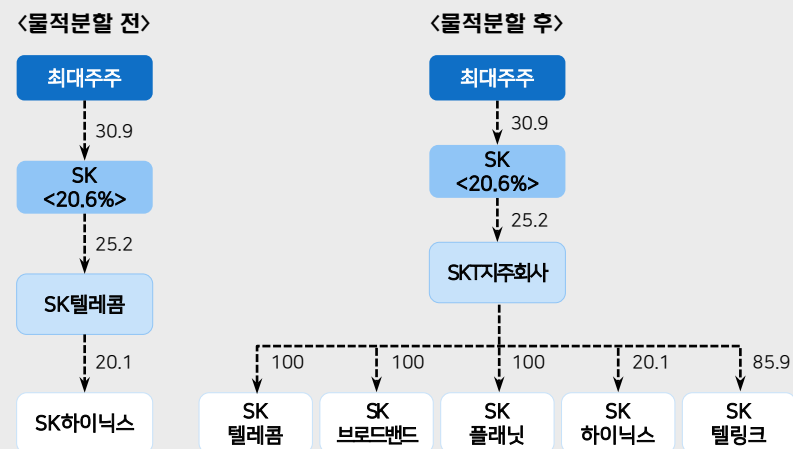 <물적분할 전>
최대주주
30.9
SK
<20.6%>
25.2
SK텔레콤
20.1
SK하이닉스
<물적분할 후>
최대주주
30.9
SK
<20.6%>
25.2
SKT지주회사
100
100
100
20.1
85.9
SK
텔레콤
SK
브로드밴드
SK
플래닛
SK
하이닉스
SK
텔링크